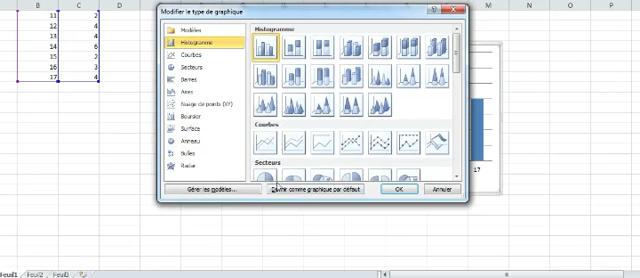 Modifier le type de graphique
B C D E M N O P
11 2
12 4
13 4
14 6
15 2
16 3
17 4
Modèles
Histogramme
Courbes
Secteurs
Barres
Aires
Nuage de points (XY)
Boursier
Surface
Anneau
Bulles
Radar
Histogramme
Courbes
Secteurs
17
Gérer les modèles...
Définir comme graphique par défaut
OK
Annuler
Feuil1 Feuil2 Feuil3